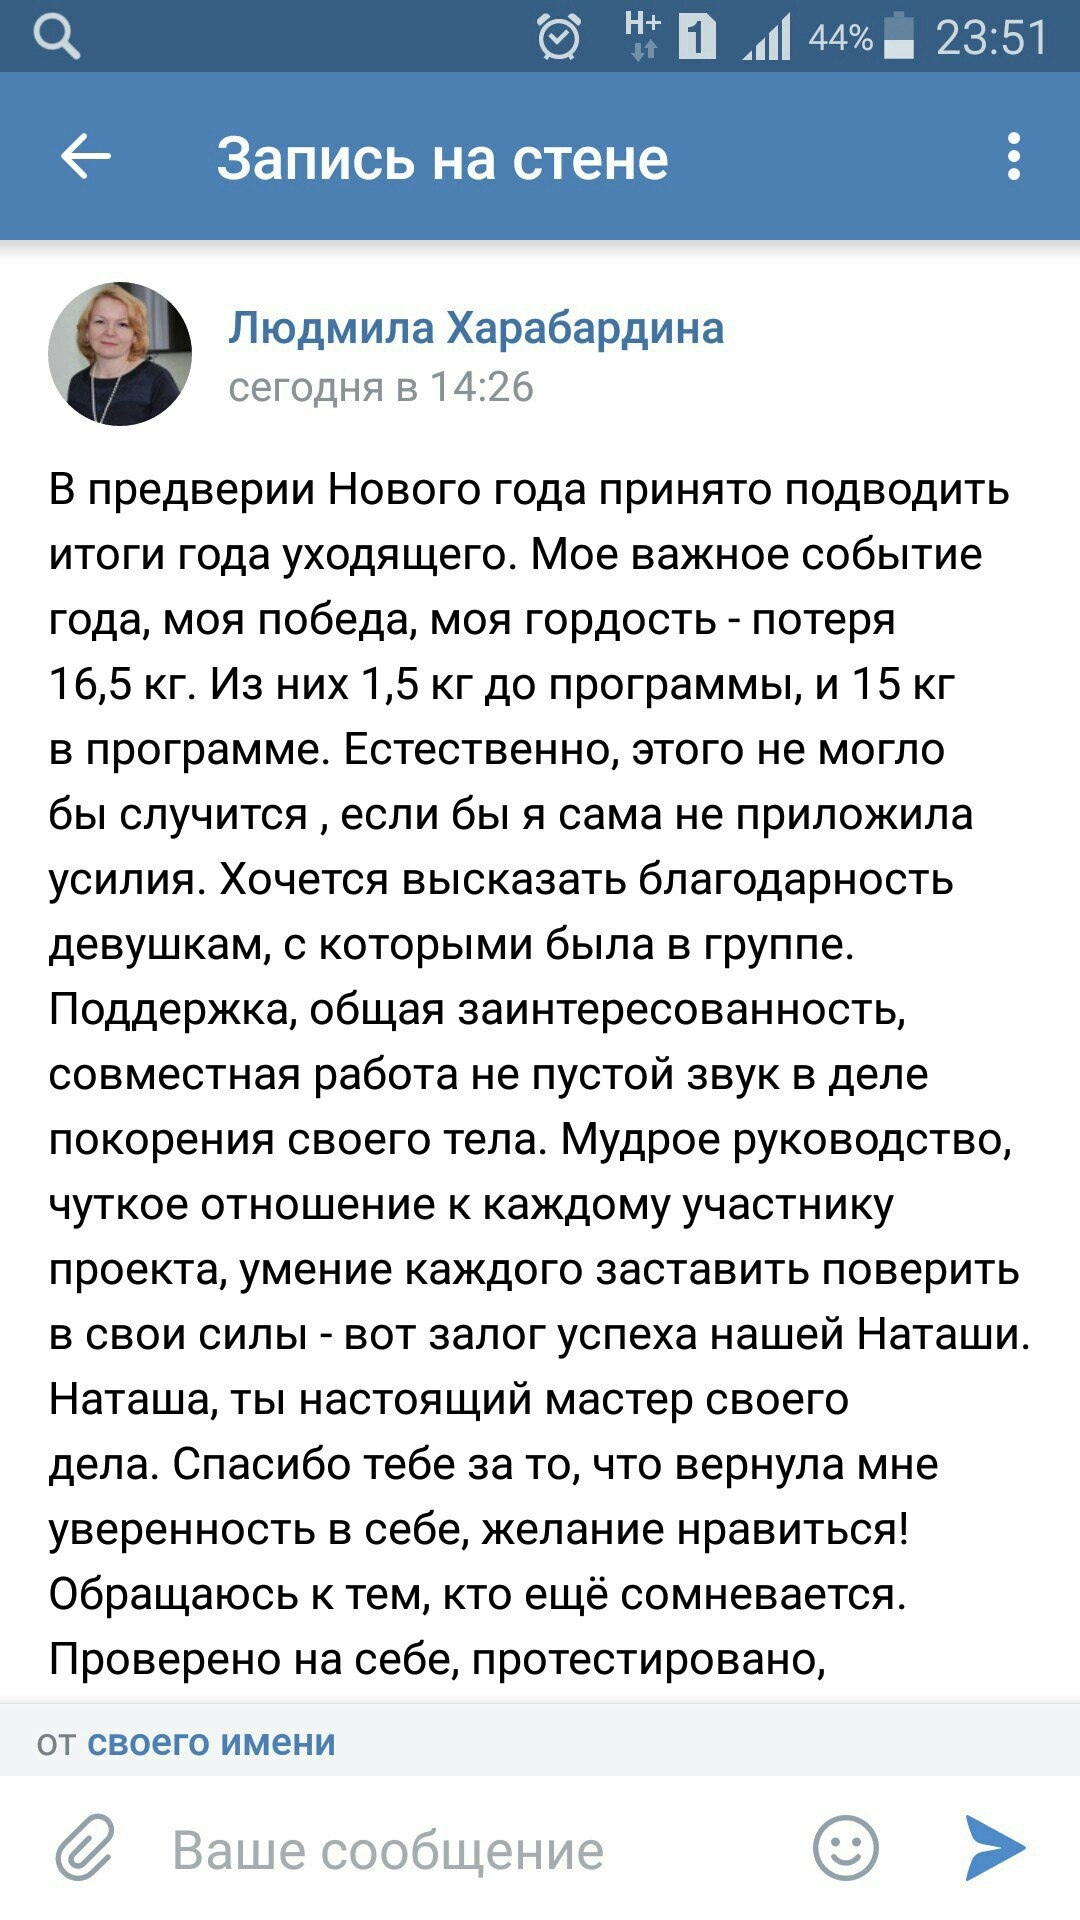 H+ 1 44% 23:51
Запись на стене
Людмила Харабардина
сегодня в 14:26
В предверии Нового года принято подводить
итоги года уходящего. Мое важное событие
года, моя победа, моя гордость - потеря
16,5 кг. Из них 1,5 кг до программы, и 15 кг
в программе. Естественно, этого не могло
бы случится , если бы я сама не приложила
усилия. Хочется высказать благодарность
девушкам, с которыми была в группе.
Поддержка, общая заинтересованность,
совместная работа не пустой звук в деле
покорения своего тела. Мудрое руководство,
чуткое отношение к каждому участнику
проекта, умение каждого заставить поверить
в свои силы - вот залог успеха нашей Наташи.
Наташа, ты настоящий мастер своего
дела. Спасибо тебе за то, что вернула мне
уверенность в себе, желание нравиться!
Обращаюсь к тем, кто ещё сомневается.
Проверено на себе, протестировано,
от своего имени
Ваше сообщение